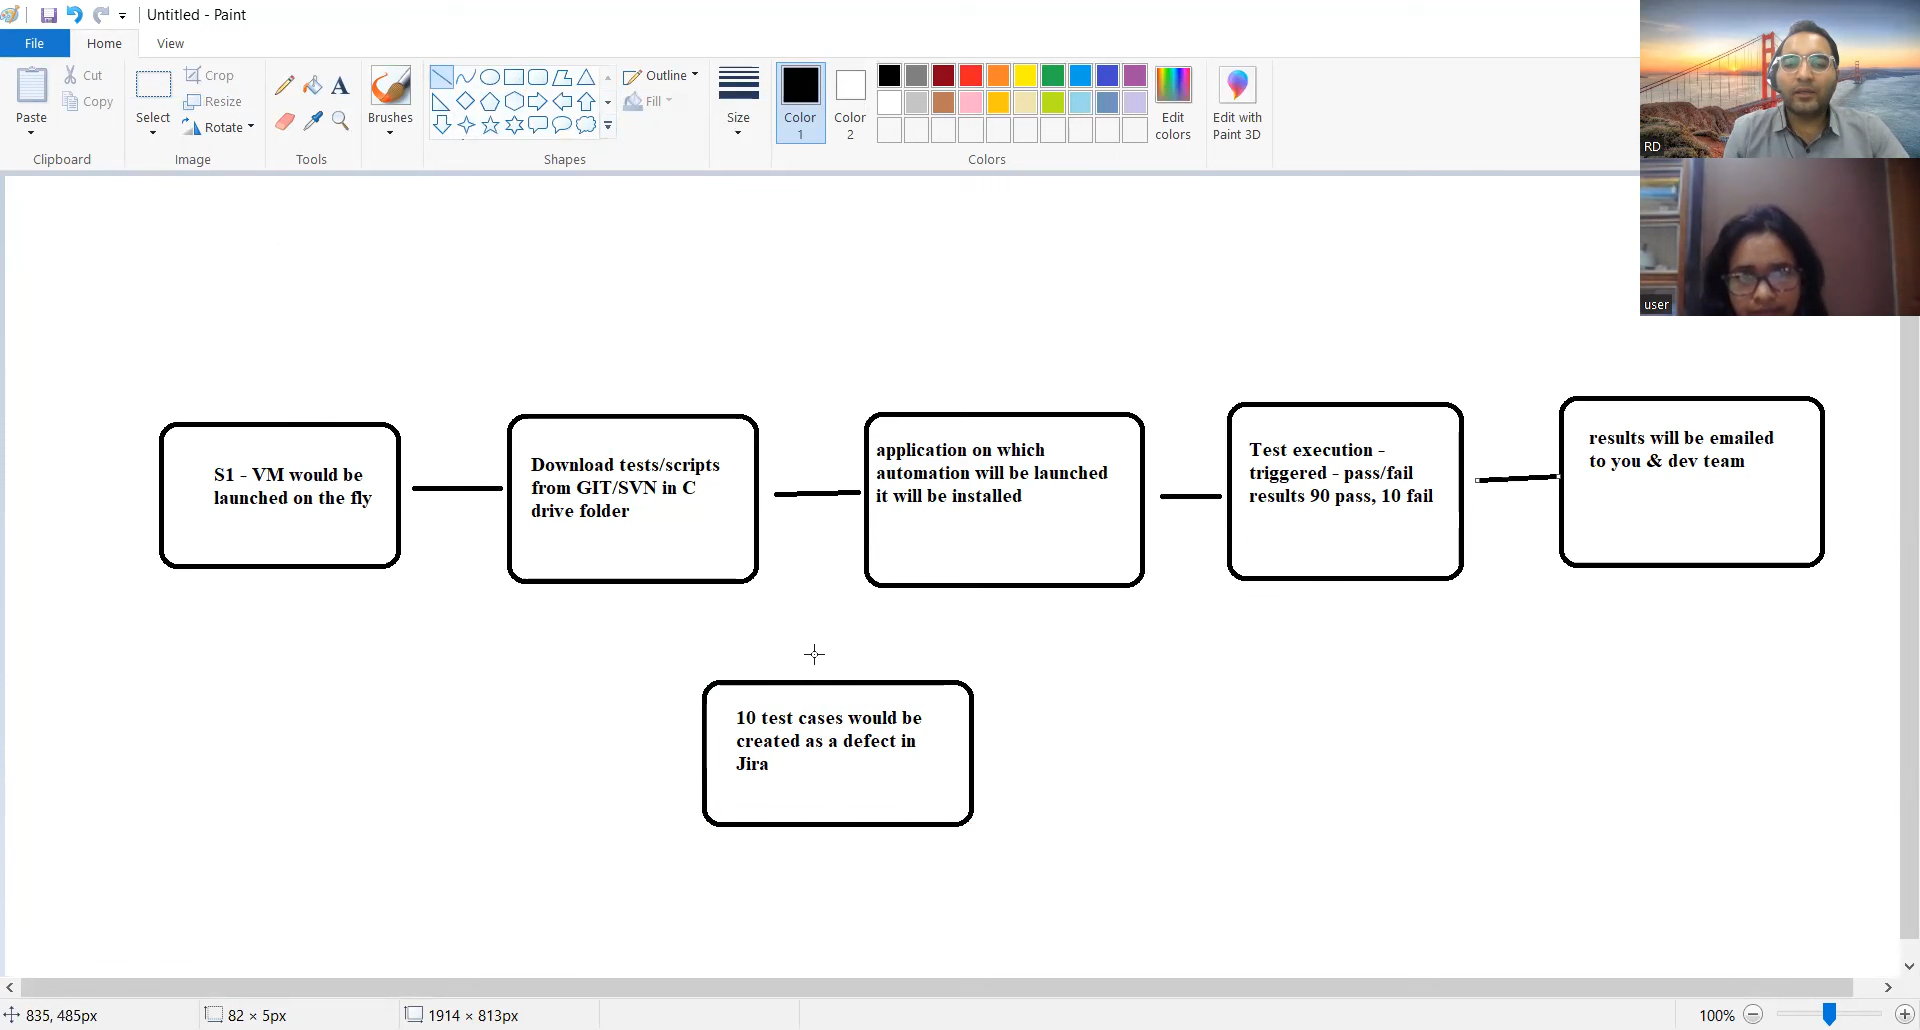 Untitled - Paint
File
Home
View
Paste
Cut
Copy
Clipboard
Select
Crop
Resize
Rotate
Image
A
Tools
Brushes
Shapes
Outline
Fill
Size
Color
1
Color
2
Colors
Edit
colors
Edit with
Paint 3D
RD
user
S1 - VM would be
launched on the fly
Download tests/scripts
from GIT/SVN in C
drive folder
application on which
automation will be launched
it will be installed
Test execution -
triggered - pass/fail
results 90 pass, 10 fail
results will be emailed
to you & dev team
10 test cases would be
created as a defect in
Jira
835, 485px
82 × 5px
1914 × 813px
100%